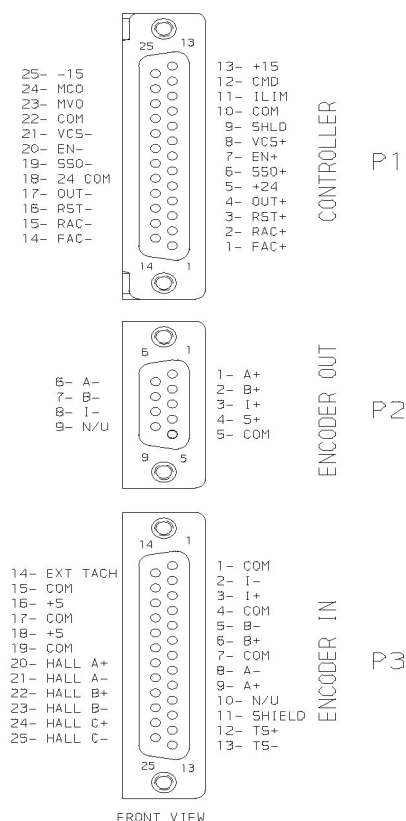 25 13
25- -15
24- MCO
23- MVO
22- COM
21- VCS-
20- EN-
19- SSO-
18- 24 COM
17- OUT-
16- RST-
15- RAC-
14- FAC-
13- +15
12- CMD
11- ILIM
10- COM
9- SHLD
8- VCS+
7- EN+
6- SSO+
5- +24
4- OUT+
3- RST+
2- RAC+
1- FAC+
14 1
CONTROLLER
P1
6 1
6- A-
7- B-
8- I-
9- N/U
1- A+
2- B+
3- I+
4- S+
5- COM
9 5
ENCODER OUT
P2
14 1
14- EXT TACH
15- COM
16- +5
17- COM
18- +5
19- COM
20- HALL A+
21- HALL A-
22- HALL B+
23- HALL B-
24- HALL C+
25- HALL C-
1- COM
2- I-
3- I+
4- COM
5- B-
6- B+
7- COM
8- A-
9- A+
10- N/U
11- SHIELD
12- TS+
13- TS-
25 13
ENCODER IN
P3
FRONT VIEW